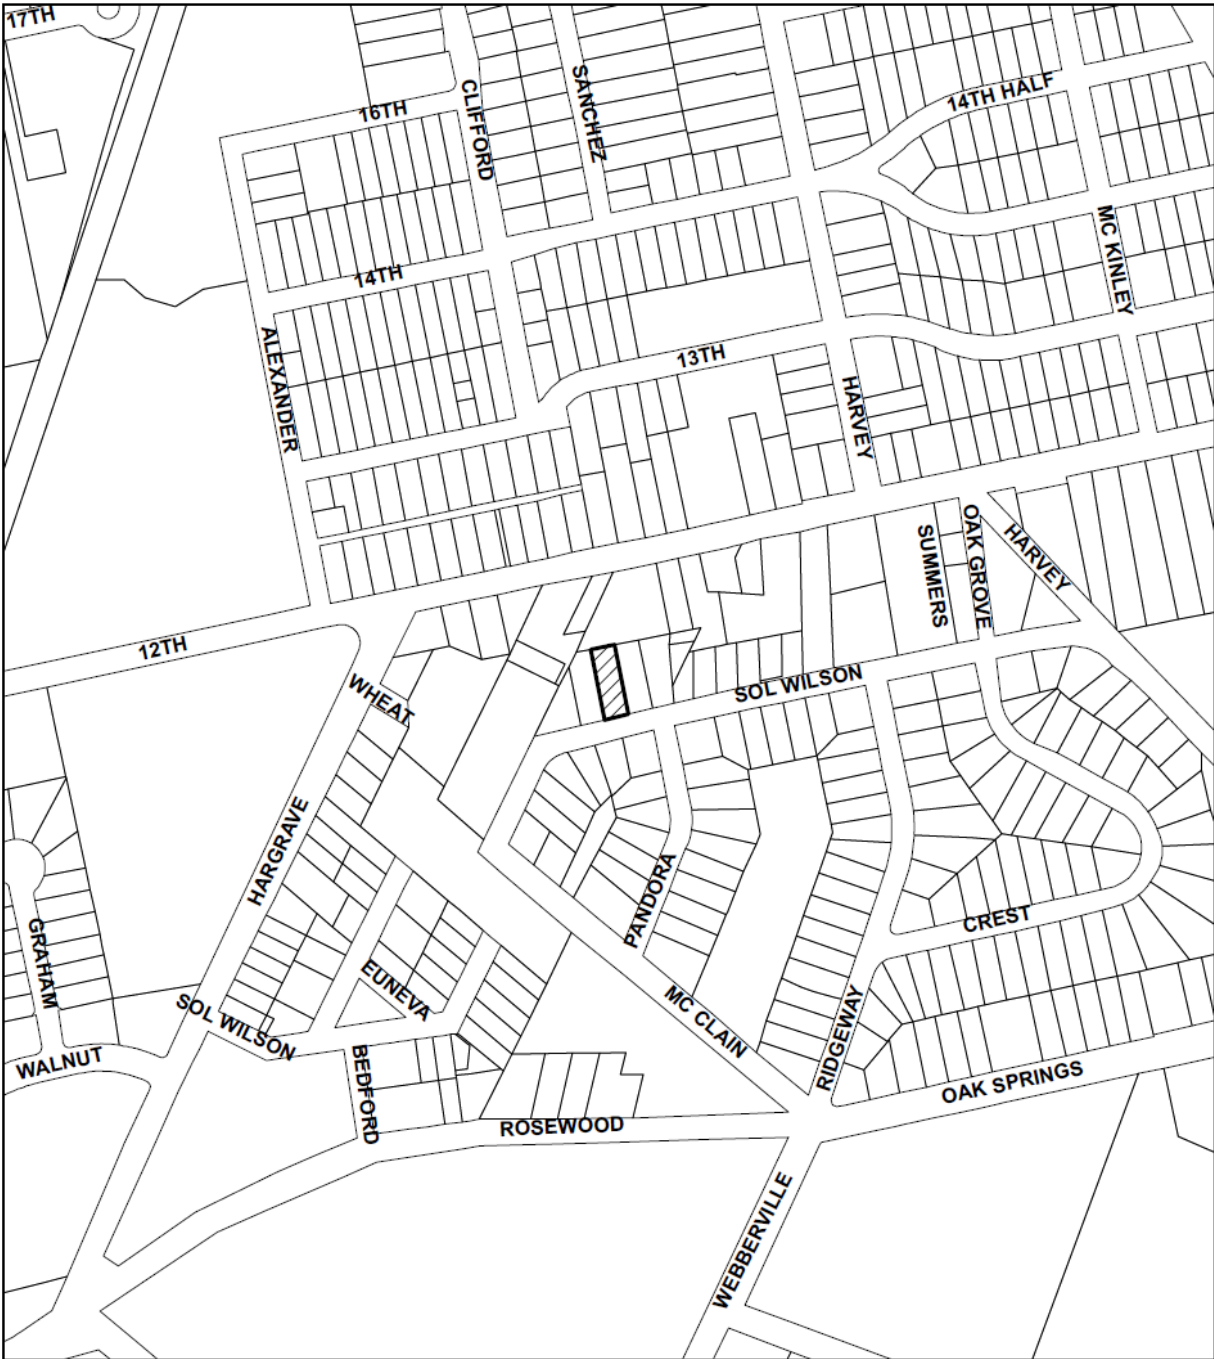 17TH
16TH
CLIFFORD
SANCHEZ
14TH HALF
14TH
MC KINLEY
ALEXANDER
13TH
HARVEY
12TH
SUMMERS
OAK GROVE
HARVEY
WHEAT
SOL WILSON
HARGRAVE
PANDORA
CREST
GRAHAM
EUNEVA
SOL WILSON
MC CLAIN
RIDGEWAY
WALNUT
BEDFORD
OAK SPRINGS
ROSEWOOD
WEBBERVILLE